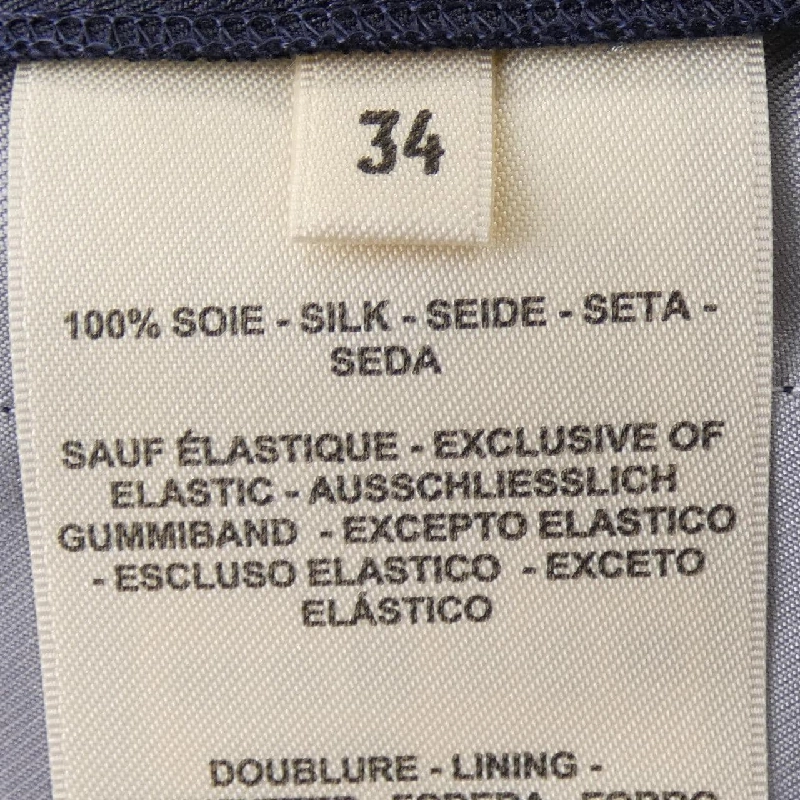 34
100% SOIE - SILK - SEIDE - SETA -
SEDA
SAUF ÉLASTIQUE - EXCLUSIVE OF
ELASTIC - AUSSCHLIESSLICH
GUMMIBAND - EXCEPTO ELASTICO
- ESCLUSO ELASTICO - EXCETO
ELÁSTICO
DOUBLURE - LINING -